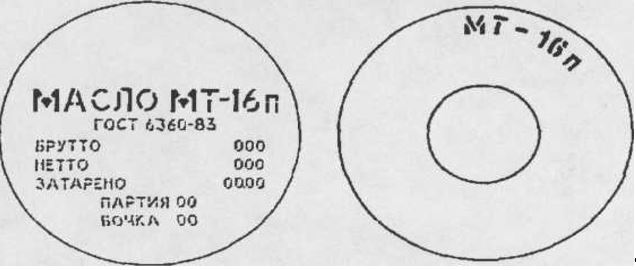 МАСЛО МТ-16п
ГОСТ 6360-83
БРУТТО 000
НЕТТО 000
ЗАТАРЕНО 0000
ПАРТИЯ 00
БОЧКА 00
МТ-16п